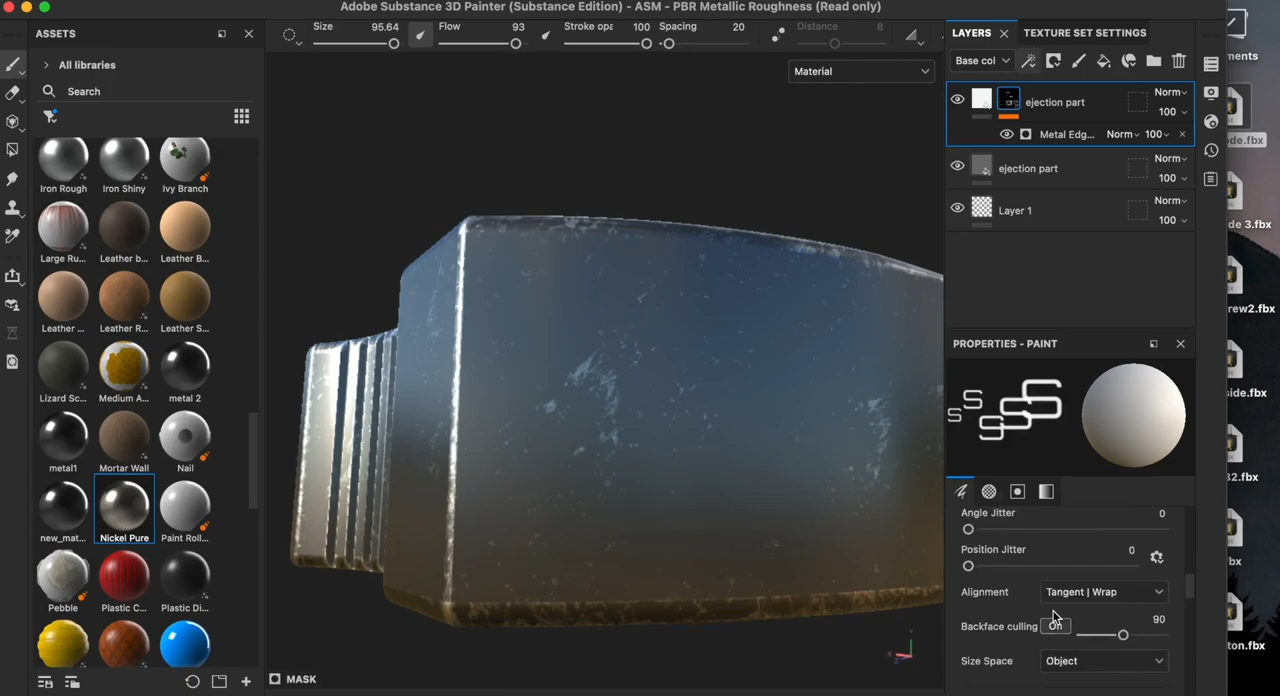 Adobe Substance 3D Painter (Substance Edition) - ASM - PBR Metallic Roughness (Read only)
ASSETS
All libraries
Search
Iron Rough
Iron Shiny
Ivy Branch
Large Ru...
Leather b...
Leather B...
Leather ...
Leather R...
Leather S...
Lizard Sc...
Medium A...
metal 2
metal1
Mortar Wall
Nail
new_mat...
Nickel Pure
Paint Roll...
Pebble
Plastic C...
Plastic Di...
Size 95.64
Flow 93
Stroke opa 100
Spacing 20
Distance 8
Material
MASK
LAYERS
TEXTURE SET SETTINGS
Base col
ejection part
Norm
100
Metal Edg...
Norm 100
ejection part
Norm
100
Layer 1
Norm
100
PROPERTIES - PAINT
S S S S S
Angle Jitter 0
Position Jitter 0
Alignment Tangent | Wrap
Backface culling On 90
Size Space Object
ments
ode.fbx
de 3.fbx
rew2.fbx
side.fbx
32.fbx
bx
ton.fbx